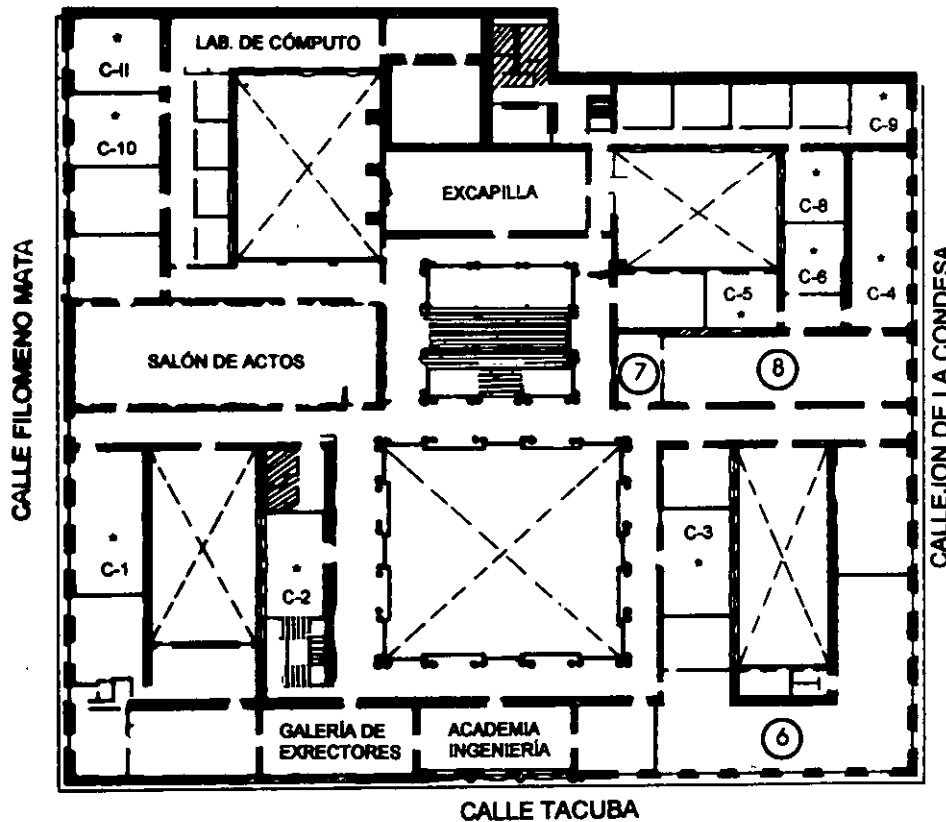 LAB. DE CÓMPUTO
C-II
C-10
C-9
EXCAPILLA
C-8
C-6
C-5
C-4
CALLE FILOMENO MATA
SALÓN DE ACTOS
7
8
CALLEJON DE LA CONDESA
C-1
C-2
C-3
GALERÍA DE
EXRECTORES
ACADEMIA
INGENIERÍA
6
CALLE TACUBA